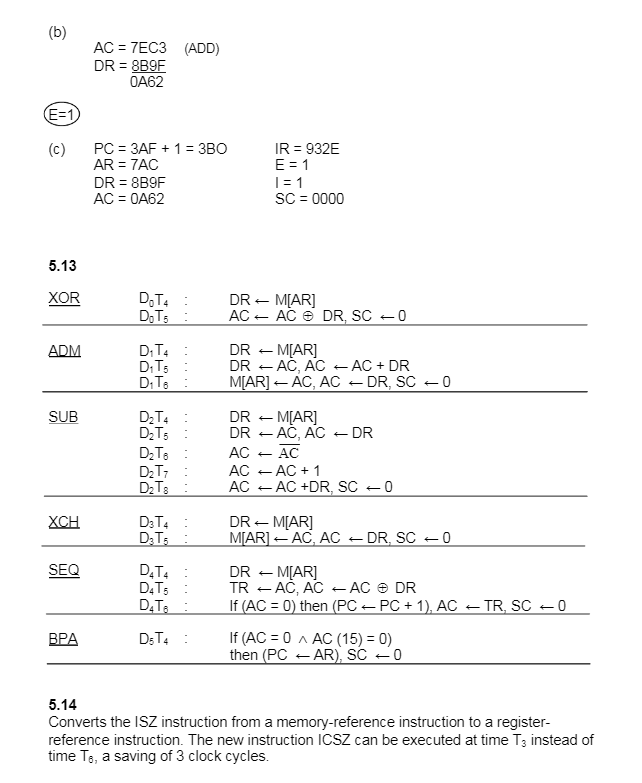 (b)
AC = 7EC3 (ADD)
DR = 8B9F
0A62
E=1
(c) PC = 3AF + 1 = 3BO IR = 932E
AR = 7AC E = 1
DR = 8B9F I = 1
AC = 0A62 SC = 0000
5.13
XOR D₀T₄ : DR ← M[AR]
D₀T₅ : AC ← AC ⊕ DR, SC ← 0
ADM D₁T₄ : DR ← M[AR]
D₁T₅ : DR ← AC, AC ← AC + DR
D₁T₆ : M[AR] ← AC, AC ← DR, SC ← 0
SUB D₂T₄ : DR ← M[AR]
D₂T₅ : DR ← AC, AC ← DR
D₂T₆ : AC ← A̅C̅
D₂T₇ : AC ← AC + 1
D₂T₈ : AC ← AC +DR, SC ← 0
XCH D₃T₄ : DR ← M[AR]
D₃T₅ : M[AR] ← AC, AC ← DR, SC ← 0
SEQ D₄T₄ : DR ← M[AR]
D₄T₅ : TR ← AC, AC ← AC ⊕ DR
D₄T₆ : If (AC = 0) then (PC ← PC + 1), AC ← TR, SC ← 0
BPA D₅T₄ : If (AC = 0 ∧ AC (15) = 0)
then (PC ← AR), SC ← 0
5.14
Converts the ISZ instruction from a memory-reference instruction to a register-
reference instruction. The new instruction ICSZ can be executed at time T₃ instead of
time T₆, a saving of 3 clock cycles.